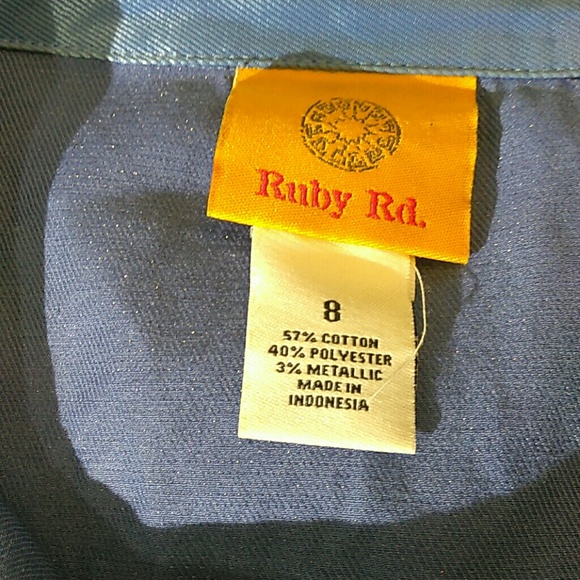 Ruby Rd.
8
57% COTTON
40% POLYESTER
3% METALLIC
MADE IN
INDONESIA